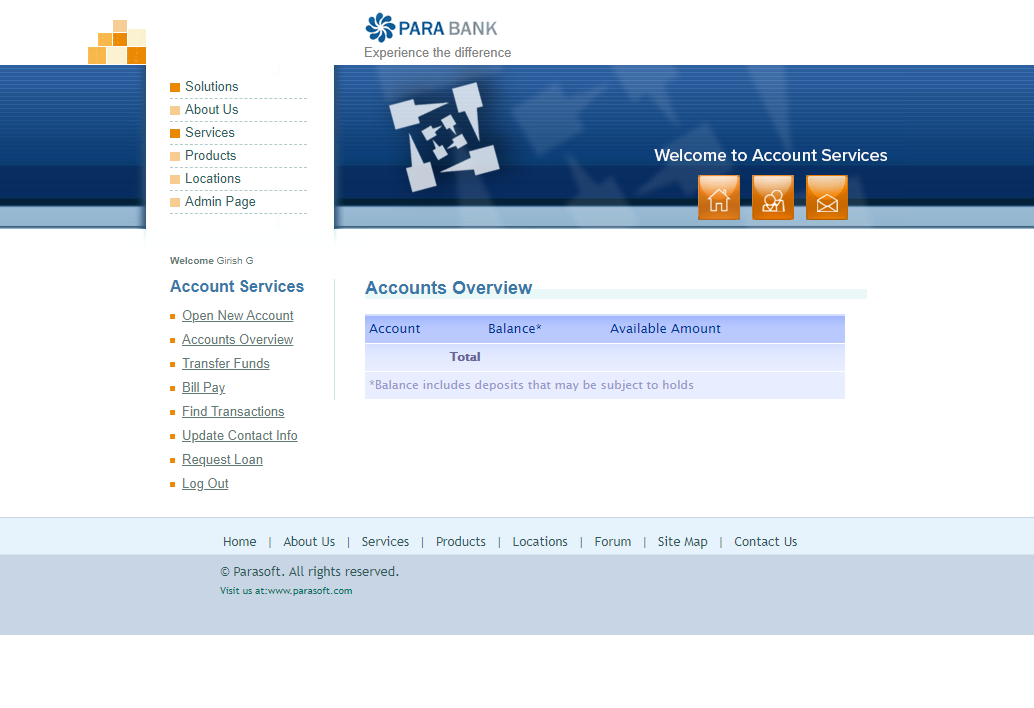 PARA BANK
Experience the difference
Solutions
About Us
Services
Products
Locations
Admin Page
Welcome to Account Services
Welcome Girish G
Account Services
Open New Account
Accounts Overview
Transfer Funds
Bill Pay
Find Transactions
Update Contact Info
Request Loan
Log Out
Accounts Overview
Account Balance* Available Amount
Total
*Balance includes deposits that may be subject to holds
Home | About Us | Services | Products | Locations | Forum | Site Map | Contact Us
© Parasoft. All rights reserved.
Visit us at:www.parasoft.com